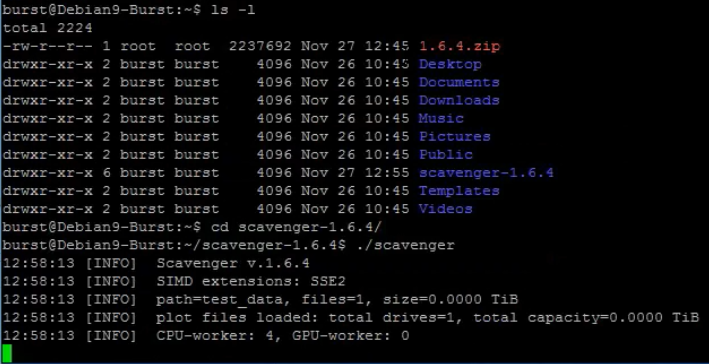 burst@Debian9-Burst:~$ ls -l
total 2224
-rw-r--r-- 1 root  root  2237692 Nov 27 12:45 1.6.4.zip
drwxr-xr-x 2 burst burst    4096 Nov 26 10:45 Desktop
drwxr-xr-x 2 burst burst    4096 Nov 26 10:45 Documents
drwxr-xr-x 2 burst burst    4096 Nov 26 10:45 Downloads
drwxr-xr-x 2 burst burst    4096 Nov 26 10:45 Music
drwxr-xr-x 2 burst burst    4096 Nov 26 10:45 Pictures
drwxr-xr-x 2 burst burst    4096 Nov 26 10:45 Public
drwxr-xr-x 6 burst burst    4096 Nov 27 12:55 scavenger-1.6.4
drwxr-xr-x 2 burst burst    4096 Nov 26 10:45 Templates
drwxr-xr-x 2 burst burst    4096 Nov 26 10:45 Videos
burst@Debian9-Burst:~$ cd scavenger-1.6.4/
burst@Debian9-Burst:~/scavenger-1.6.4$ ./scavenger
12:58:13 [INFO]  Scavenger v.1.6.4
12:58:13 [INFO]  SIMD extensions: SSE2
12:58:13 [INFO]  path=test_data, files=1, size=0.0000 TiB
12:58:13 [INFO]  plot files loaded: total drives=1, total capacity=0.0000 TiB
12:58:13 [INFO]  CPU-worker: 4, GPU-worker: 0